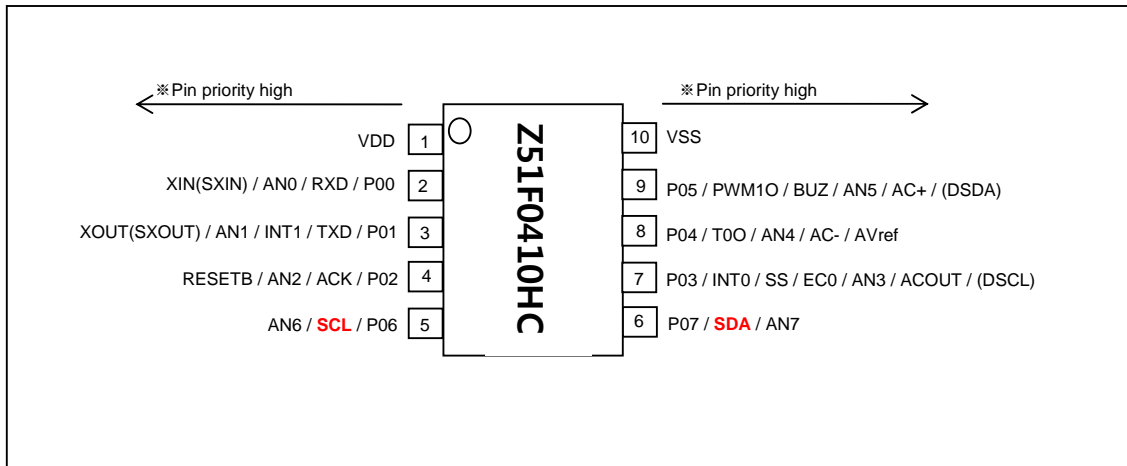 ※Pin priority high
※Pin priority high
VDD 1
10 VSS
XIN(SXIN) / AN0 / RXD / P00 2
9 P05 / PWM1O / BUZ / AN5 / AC+ / (DSDA)
XOUT(SXOUT) / AN1 / INT1 / TXD / P01 3
8 P04 / T0O / AN4 / AC- / AVref
RESETB / AN2 / ACK / P02 4
7 P03 / INT0 / SS / EC0 / AN3 / ACOUT / (DSCL)
AN6 / SCL / P06 5
6 P07 / SDA / AN7
Z51F0410HC